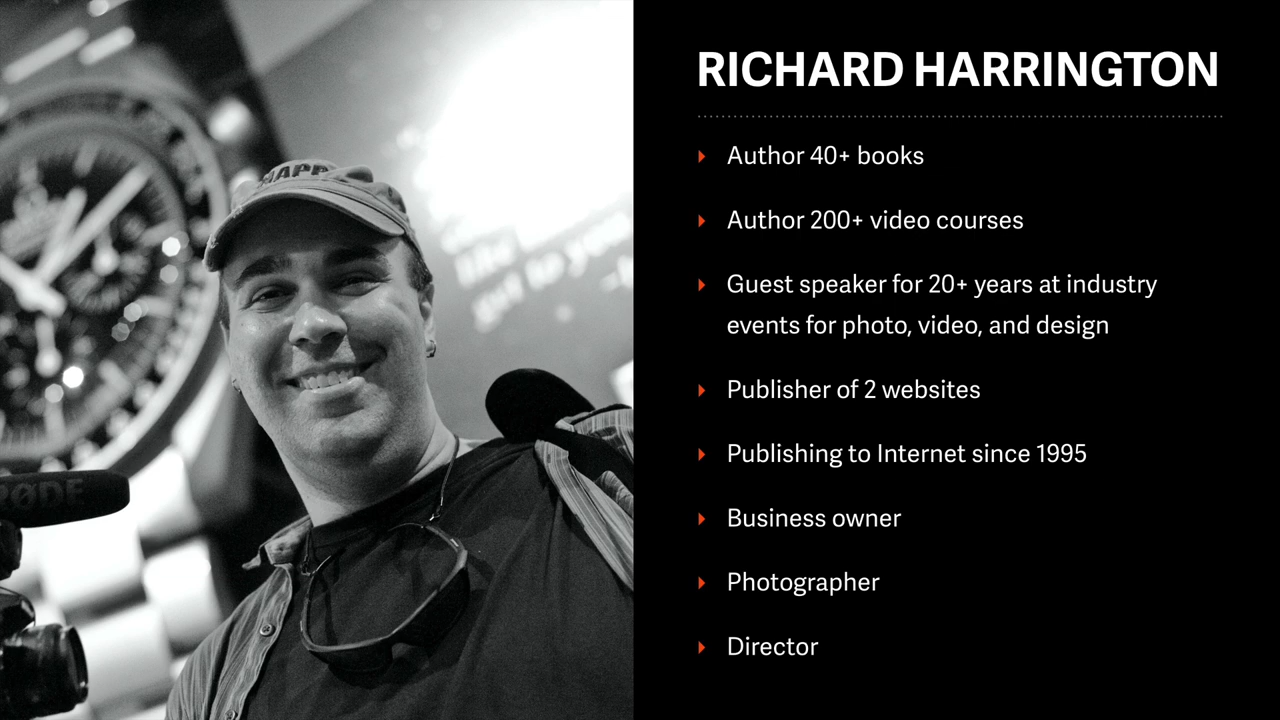 RICHARD HARRINGTON
Author 40+ books
Author 200+ video courses
Guest speaker for 20+ years at industry
events for photo, video, and design
Publisher of 2 websites
Publishing to Internet since 1995
Business owner
Photographer
Director
RØDE